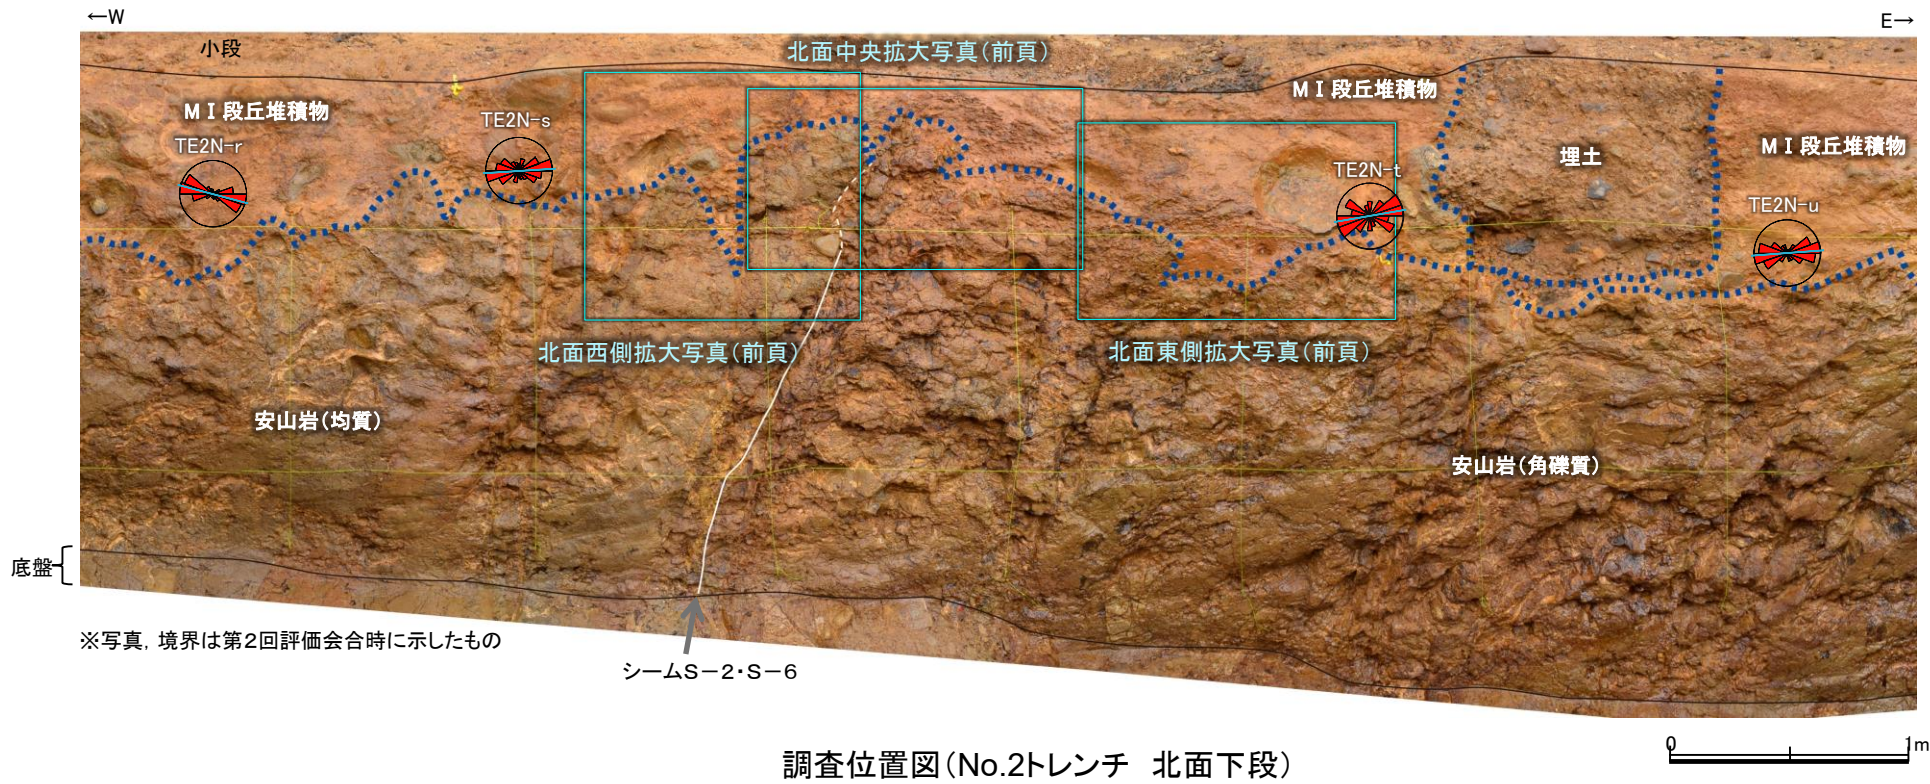 ←W
E→
小段
北面中央拡大写真(前頁)
MⅠ段丘堆積物
MⅠ段丘堆積物
TE2N-s
TE2N-r
埋土
MⅠ段丘堆積物
TE2N-t
TE2N-u
北面西側拡大写真(前頁)
北面東側拡大写真(前頁)
安山岩(均質)
安山岩(角礫質)
底盤
※写真,境界は第2回評価会合時に示したもの
シームS-2・S-6
調査位置図(No.2トレンチ 北面下段)
0 1m